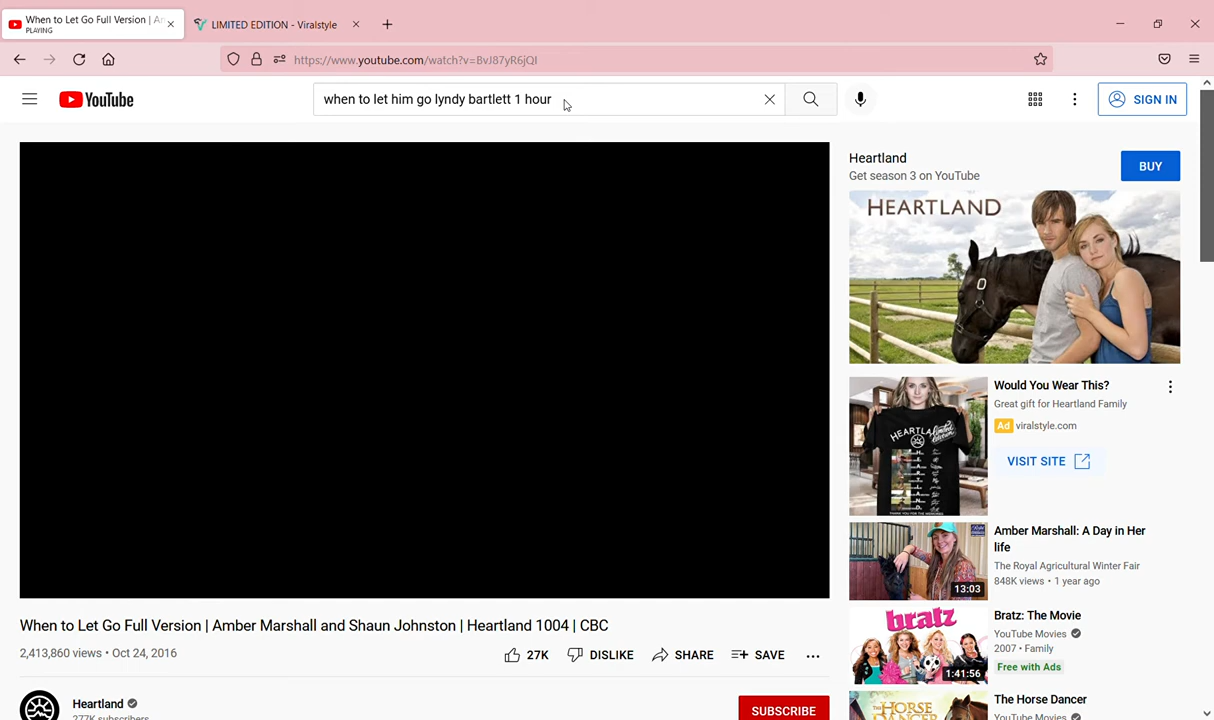 When to Let Go Full Version | An
PLAYING
LIMITED EDITION - Viralstyle
https://www.youtube.com/watch?v=BvJ87yR6jQI
YouTube
when to let him go lyndy bartlett 1 hour
SIGN IN
Heartland
Get season 3 on YouTube
BUY
HEARTLAND
Would You Wear This?
Great gift for Heartland Family
Ad viralstyle.com
VISIT SITE
Amber Marshall: A Day in Her
life
The Royal Agricultural Winter Fair
848K views • 1 year ago
13:03
bratz
Bratz: The Movie
YouTube Movies
2007 • Family
Free with Ads
1:41:56
The Horse Dancer
YouTube Movies
THE HORSE DANCER
When to Let Go Full Version | Amber Marshall and Shaun Johnston | Heartland 1004 | CBC
2,413,860 views • Oct 24, 2016
27K
DISLIKE
SHARE
SAVE
Heartland
277K subscribers
SUBSCRIBE